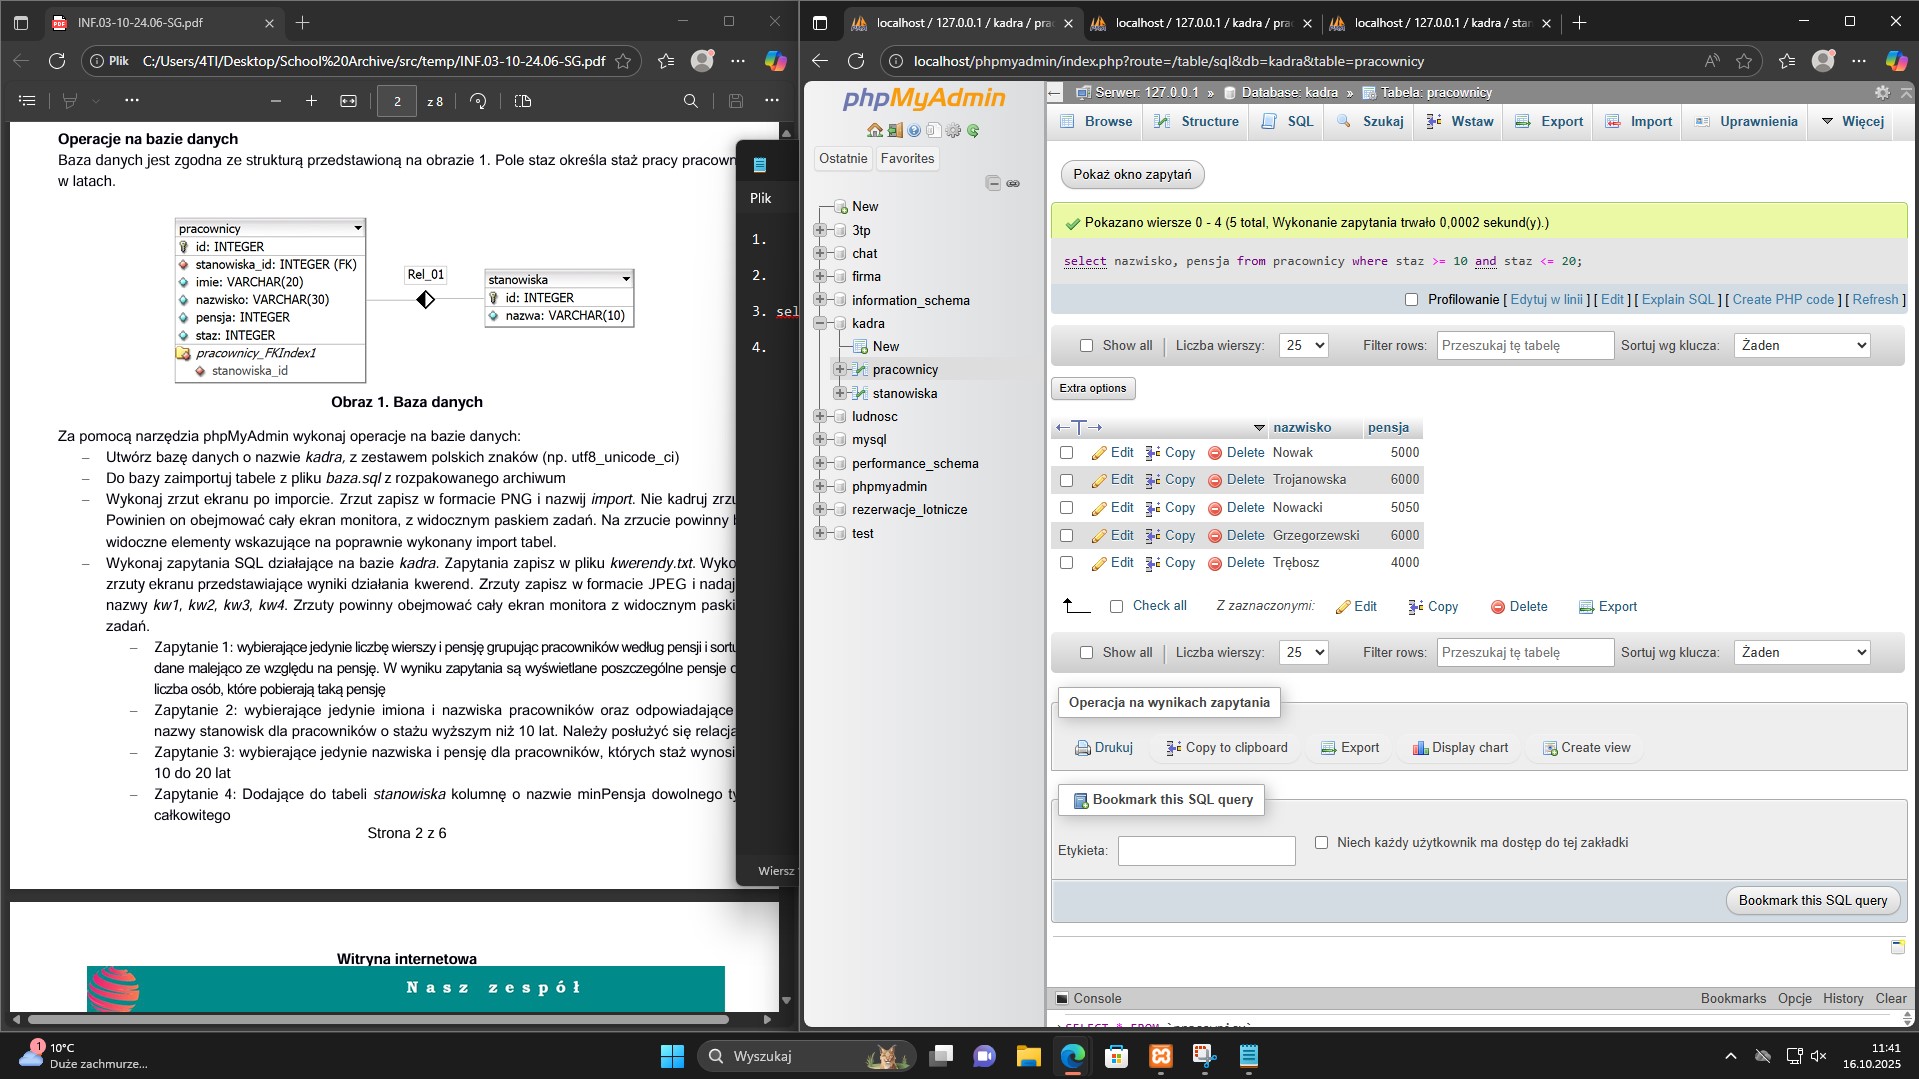 INF.03-10-24.06-SG.pdf
Plik
C:/Users/4TI/Desktop/School%20Archive/src/temp/INF.03-10-24.06-SG.pdf
2
z 8
Operacje na bazie danych
Baza danych jest zgodna ze strukturą przedstawioną na obrazie 1. Pole staz określa staż pracy pracown
w latach.
pracownicy
id: INTEGER
stanowiska_id: INTEGER (FK)
imie: VARCHAR(20)
nazwisko: VARCHAR(30)
pensja: INTEGER
staz: INTEGER
pracownicy_FKIndex1
stanowiska_id
Rel_01
stanowiska
id: INTEGER
nazwa: VARCHAR(10)
Obraz 1. Baza danych
Za pomocą narzędzia phpMyAdmin wykonaj operacje na bazie danych:
– Utwórz bazę danych o nazwie kadra, z zestawem polskich znaków (np. utf8_unicode_ci)
– Do bazy zaimportuj tabele z pliku baza.sql z rozpakowanego archiwum
– Wykonaj zrzut ekranu po imporcie. Zrzut zapisz w formacie PNG i nazwij import. Nie kadruj zrzu
Powinien on obejmować cały ekran monitora, z widocznym paskiem zadań. Na zrzucie powinny
widoczne elementy wskazujące na poprawnie wykonany import tabel.
– Wykonaj zapytania SQL działające na bazie kadra. Zapytania zapisz w pliku kwerendy.txt. Wyko
zrzuty ekranu przedstawiające wyniki działania kwerend. Zrzuty zapisz w formacie JPEG i nadaj
nazwy kw1, kw2, kw3, kw4. Zrzuty powinny obejmować cały ekran monitora z widocznym pask
zadań.
– Zapytanie 1: wybierające jedynie liczbę wierszy i pensję grupując pracowników według pensji i sortu
dane malejąco ze względu na pensję. W wyniku zapytania są wyświetlane poszczególne pensje
liczba osób, które pobierają taką pensję
– Zapytanie 2: wybierające jedynie imiona i nazwiska pracowników oraz odpowiadające
nazwy stanowisk dla pracowników o stażu wyższym niż 10 lat. Należy posłużyć się relacj
– Zapytanie 3: wybierające jedynie nazwiska i pensję dla pracowników, których staż wynosi
10 do 20 lat
– Zapytanie 4: Dodające do tabeli stanowiska kolumnę o nazwie minPensja dowolnego ty
całkowitego
Strona 2 z 6
Witryna internetowa
Nasz zespół
Plik
1.
2.
3. sel
4.
Wiersz
localhost / 127.0.0.1 / kadra / pra
localhost / 127.0.0.1 / kadra / pra
localhost / 127.0.0.1 / kadra / sta
localhost/phpmyadmin/index.php?route=/table/sql&db=kadra&table=pracownicy
phpMyAdmin
Ostatnie
Favorites
New
3tp
chat
firma
information_schema
kadra
New
pracownicy
stanowiska
ludnosc
mysql
performance_schema
phpmyadmin
rezerwacje_lotnicze
test
Serwer: 127.0.0.1 » Database: kadra » Tabela: pracownicy
Browse Structure SQL Szukaj Wstaw Export Import Uprawnienia Więcej
Pokaż okno zapytań
Pokazano wiersze 0 - 4 (5 total, Wykonanie zapytania trwało 0,0002 sekund(y).)
select nazwisko, pensja from pracownicy where staz >= 10 and staz <= 20;
Profilowanie [ Edytuj w linii ] [ Edit ] [ Explain SQL ] [ Create PHP code ] [ Refresh ]
Show all | Liczba wierszy: 25 Filter rows: Przeszukaj tę tabelę Sortuj wg klucza: Żaden
Extra options
nazwisko pensja
Edit Copy Delete Nowak 5000
Edit Copy Delete Trojanowska 6000
Edit Copy Delete Nowacki 5050
Edit Copy Delete Grzegorzewski 6000
Edit Copy Delete Trębosz 4000
Check all Z zaznaczonymi: Edit Copy Delete Export
Show all | Liczba wierszy: 25 Filter rows: Przeszukaj tę tabelę Sortuj wg klucza: Żaden
Operacja na wynikach zapytania
Drukuj Copy to clipboard Export Display chart Create view
Bookmark this SQL query
Etykieta:
Niech każdy użytkownik ma dostęp do tej zakładki
Bookmark this SQL query
Console
Bookmarks Opcje History Clear
1
10°C
Duże zachmurze...
Wyszukaj
11:41
16.10.2025